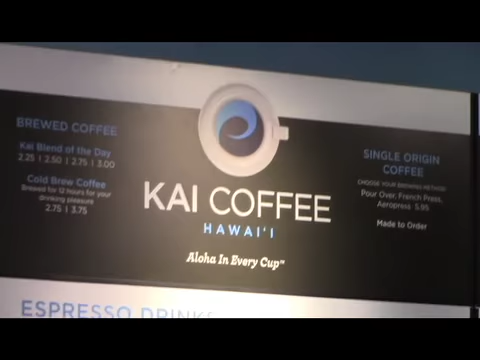 BREWED COFFEE
Kai Blend of the Day
2.25 | 2.50 | 2.75 | 3.00
Cold Brew Coffee
Brewed for 12 hours for your
drinking pleasure
2.75 | 3.75
KAI COFFEE
HAWAI'I
Aloha In Every Cup™
SINGLE ORIGIN
COFFEE
CHOOSE YOUR BREWING METHOD
Pour Over, French Press,
Aeropress 5.95
Made to Order
ESPRESSO DRINKS